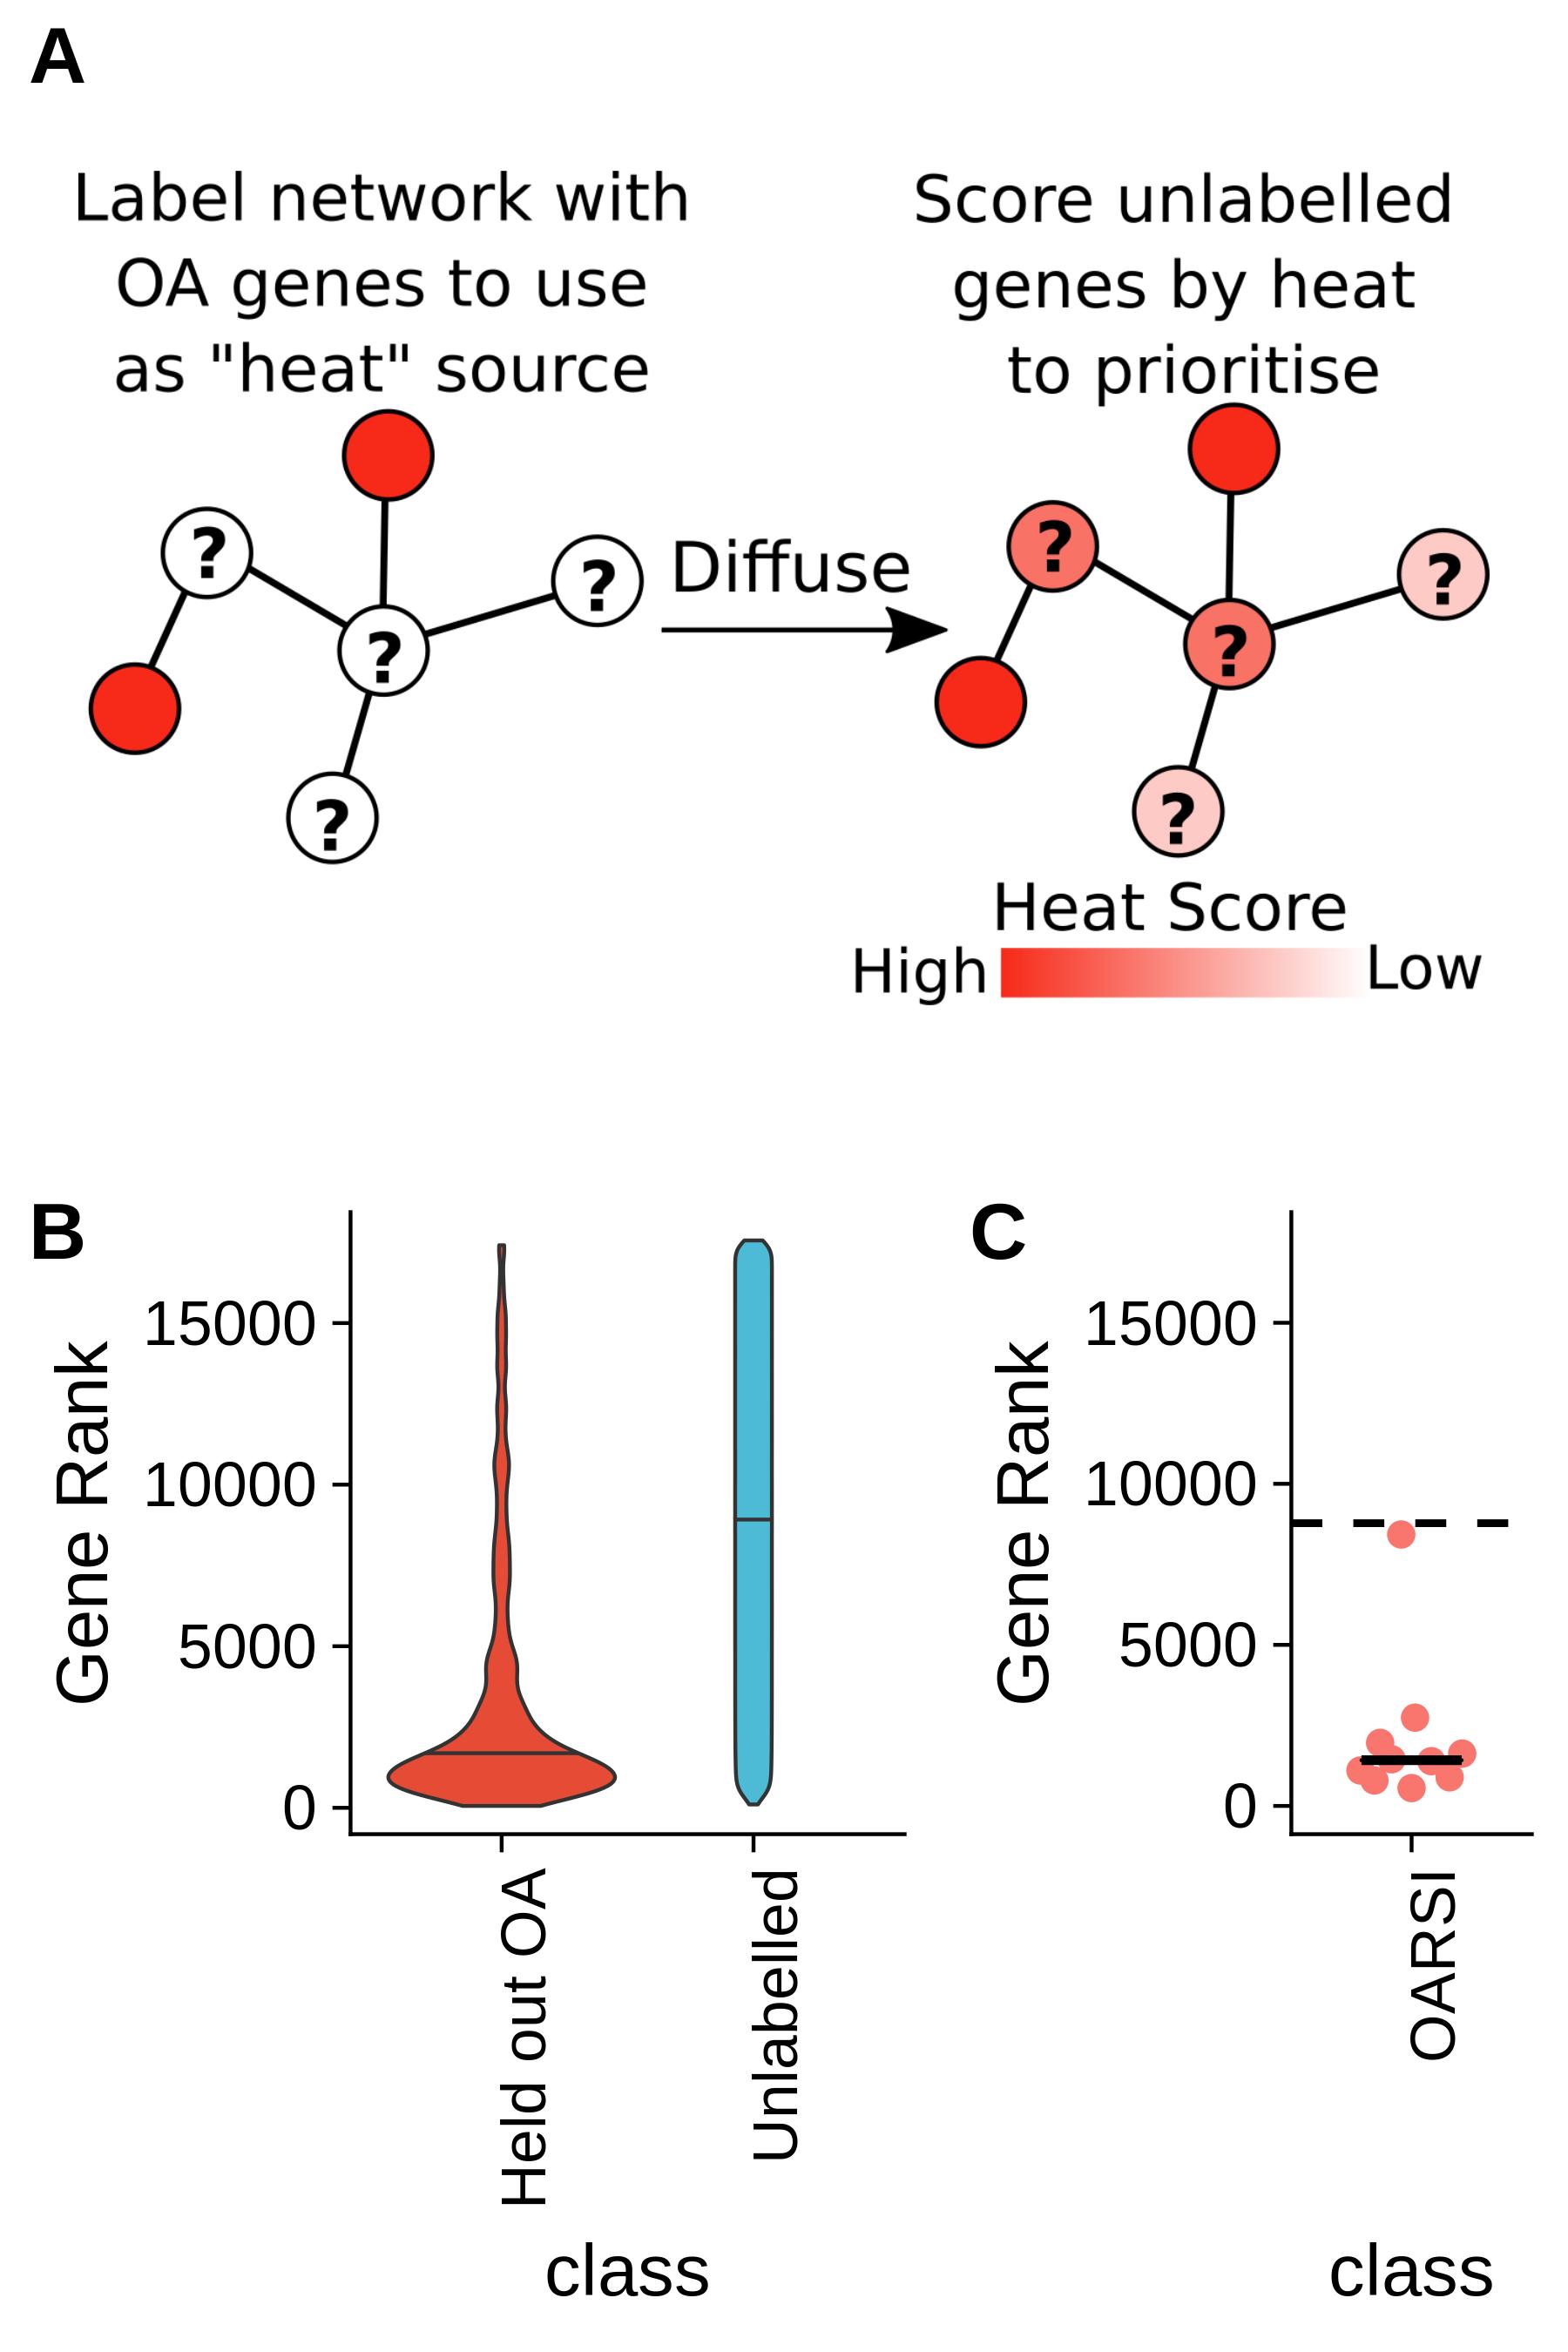 A
Label network with
OA genes to use
as "heat" source
Score unlabelled
genes by heat
to prioritise
?
?
?
?
Diffuse
?
?
?
?
Heat Score
High
Low
B
Gene Rank
15000
10000
5000
0
Held out OA
Unlabelled
class
C
Gene Rank
15000
10000
5000
0
OARSI
class